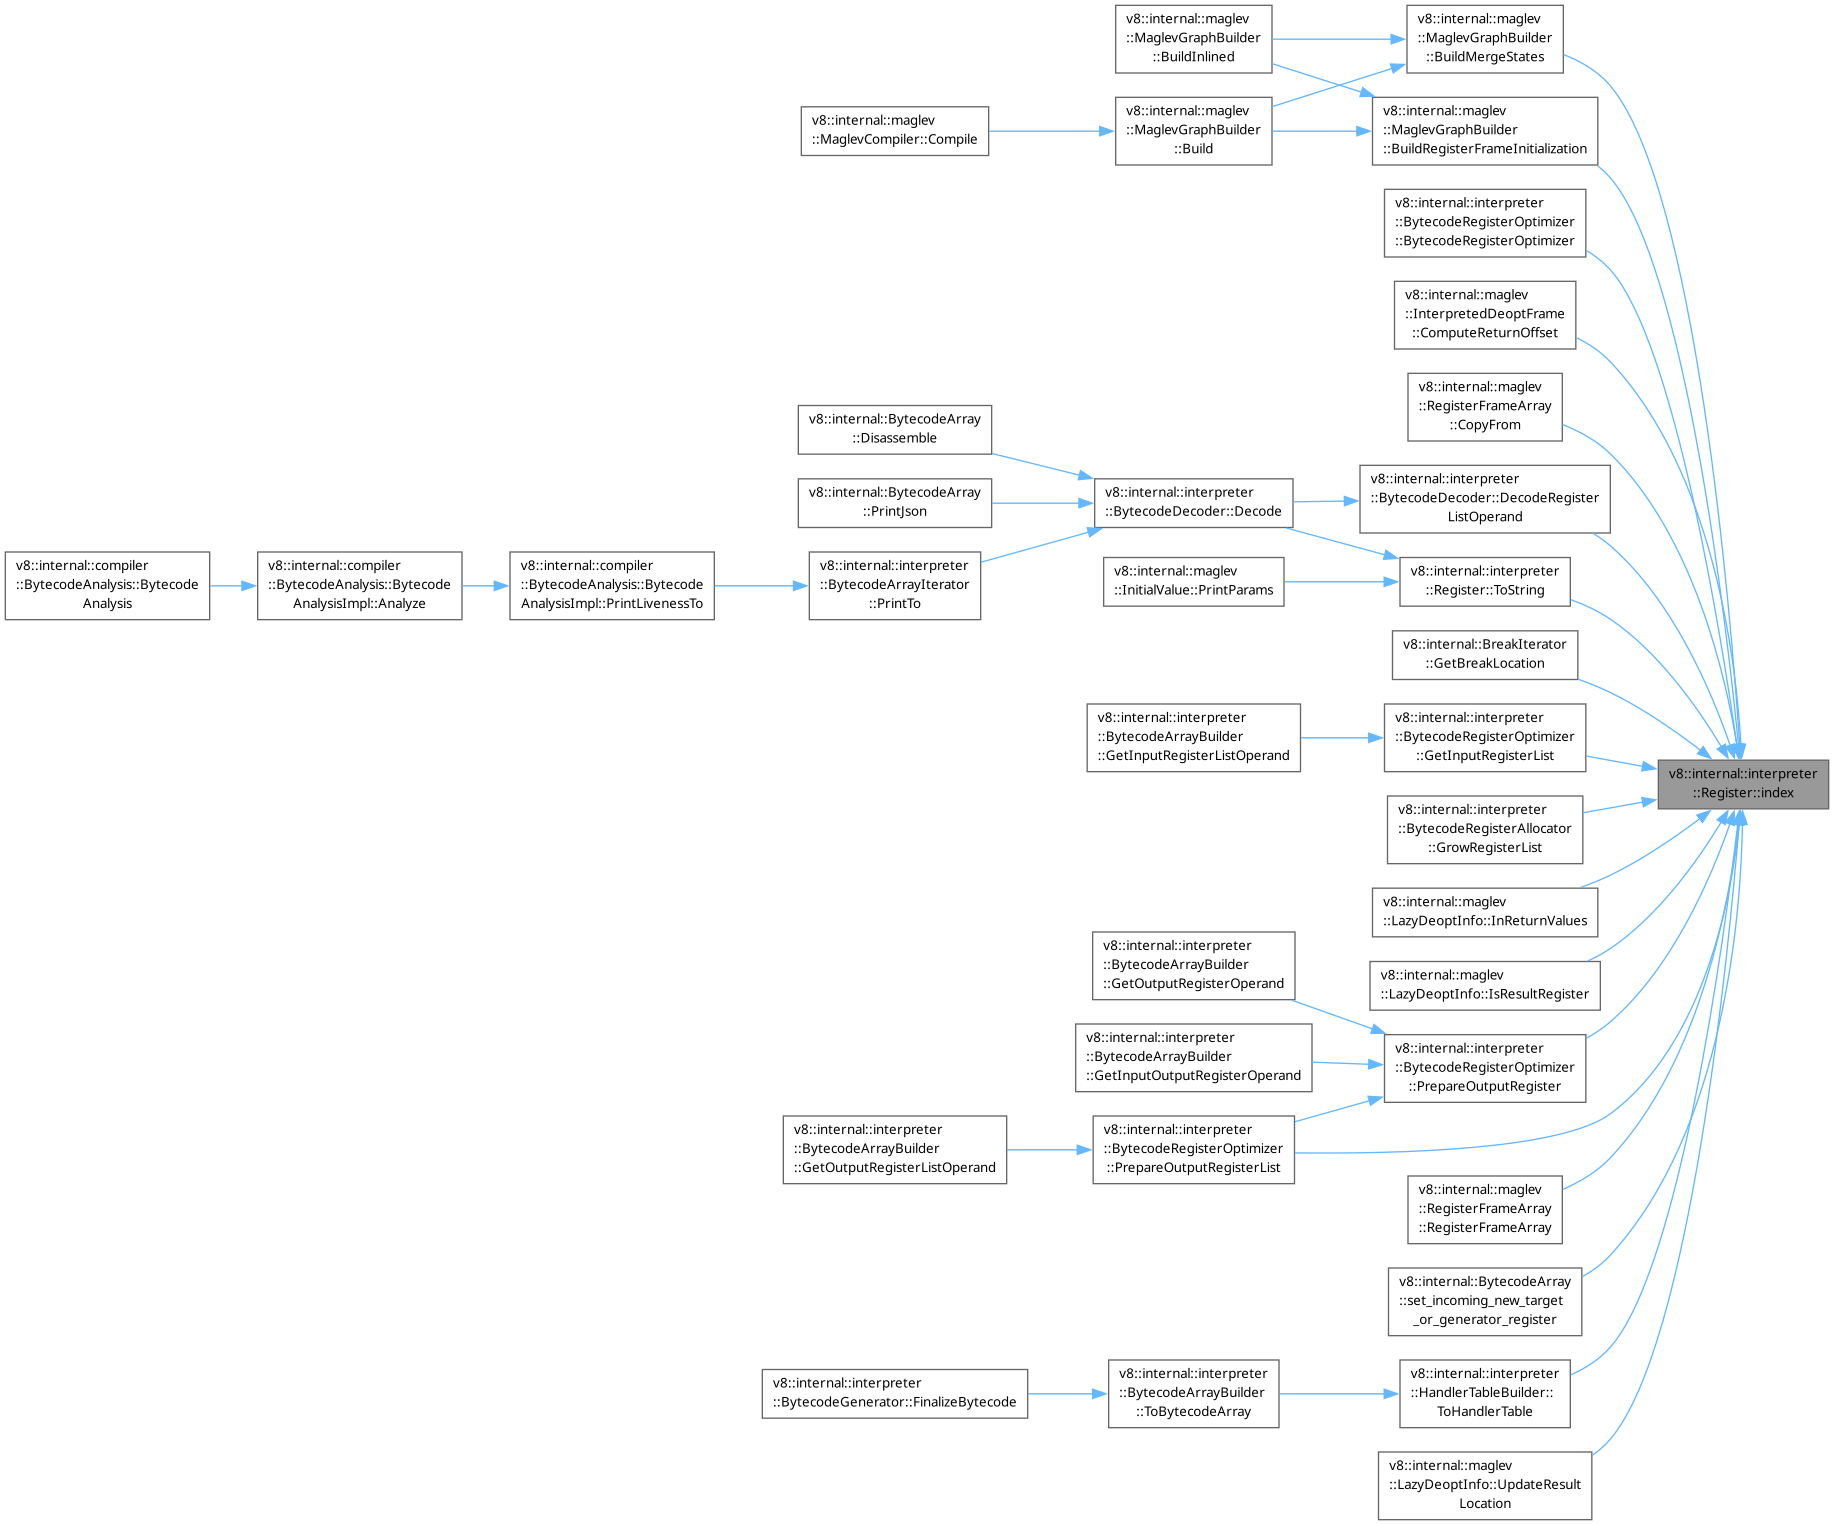 v8::internal::maglev
::MaglevGraphBuilder
::BuildInlined
v8::internal::maglev
::MaglevGraphBuilder
::BuildMergeStates
v8::internal::maglev
::MaglevCompiler::Compile
v8::internal::maglev
::MaglevGraphBuilder
::Build
v8::internal::maglev
::MaglevGraphBuilder
::BuildRegisterFrameInitialization
v8::internal::interpreter
::BytecodeRegisterOptimizer
::BytecodeRegisterOptimizer
v8::internal::maglev
::InterpretedDeoptFrame
::ComputeReturnOffset
v8::internal::maglev
::RegisterFrameArray
::CopyFrom
v8::internal::BytecodeArray
::Disassemble
v8::internal::BytecodeArray
::PrintJson
v8::internal::interpreter
::BytecodeDecoder::Decode
v8::internal::interpreter
::BytecodeDecoder::DecodeRegister
ListOperand
v8::internal::compiler
::BytecodeAnalysis::Bytecode
Analysis
v8::internal::compiler
::BytecodeAnalysis::Bytecode
AnalysisImpl::Analyze
v8::internal::compiler
::BytecodeAnalysis::Bytecode
AnalysisImpl::PrintLivenessTo
v8::internal::interpreter
::BytecodeArrayIterator
::PrintTo
v8::internal::maglev
::InitialValue::PrintParams
v8::internal::interpreter
::Register::ToString
v8::internal::BreakIterator
::GetBreakLocation
v8::internal::interpreter
::BytecodeArrayBuilder
::GetInputRegisterListOperand
v8::internal::interpreter
::BytecodeRegisterOptimizer
::GetInputRegisterList
v8::internal::interpreter
::Register::index
v8::internal::interpreter
::BytecodeRegisterAllocator
::GrowRegisterList
v8::internal::maglev
::LazyDeoptInfo::InReturnValues
v8::internal::interpreter
::BytecodeArrayBuilder
::GetOutputRegisterOperand
v8::internal::maglev
::LazyDeoptInfo::IsResultRegister
v8::internal::interpreter
::BytecodeArrayBuilder
::GetInputOutputRegisterOperand
v8::internal::interpreter
::BytecodeRegisterOptimizer
::PrepareOutputRegister
v8::internal::interpreter
::BytecodeArrayBuilder
::GetOutputRegisterListOperand
v8::internal::interpreter
::BytecodeRegisterOptimizer
::PrepareOutputRegisterList
v8::internal::maglev
::RegisterFrameArray
::RegisterFrameArray
v8::internal::BytecodeArray
::set_incoming_new_target
_or_generator_register
v8::internal::interpreter
::BytecodeGenerator::FinalizeBytecode
v8::internal::interpreter
::BytecodeArrayBuilder
::ToBytecodeArray
v8::internal::interpreter
::HandlerTableBuilder::
ToHandlerTable
v8::internal::maglev
::LazyDeoptInfo::UpdateResult
Location